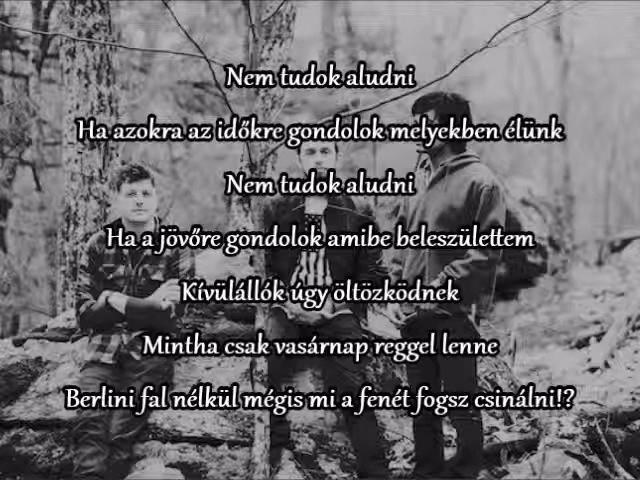 Nem tudok aludni
Ha azokra az időkre gondolok melyekben élünk
Nem tudok aludni
Ha a jövőre gondolok amibe beleszülettem
Kívülállók úgy öltözködnek
Mintha csak vasárnap reggel lenne
Berlini fal nélkül mégis mi a fenét fogsz csinálni!?